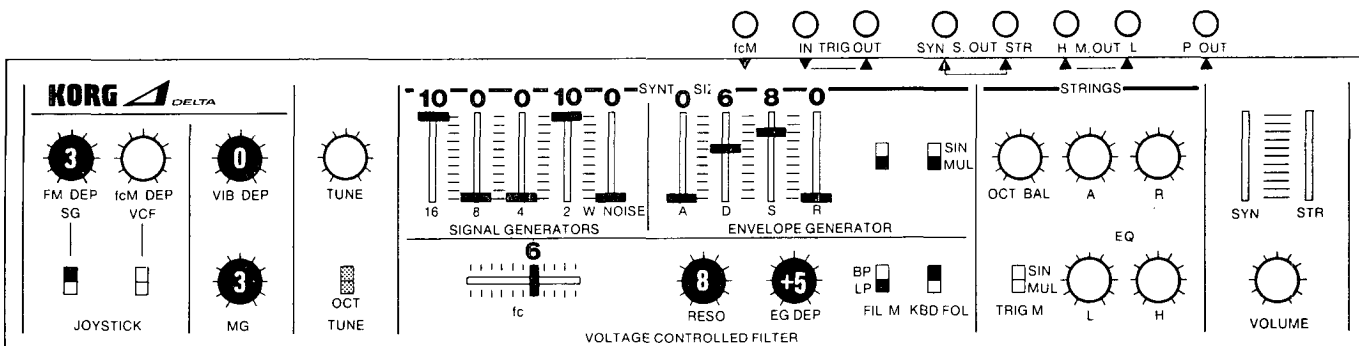 fcM IN TRIG OUT SYN S. OUT STR H M. OUT L P OUT
KORG DELTA
SYNT SIZ
STRINGS
10 0 0 10 0 0 6 8 0
3 0
SIN
MUL
FM DEP fcM DEP VIB DEP TUNE OCT BAL A R
SG VCF
16 8 4 2 W NOISE A D S R
SYN STR
SIGNAL GENERATORS ENVELOPE GENERATOR
EQ
6
3 8 +5
BP
LP
SIN
MUL
OCT
fc RESO EG DEP FIL M KBD FOL TRIG M L H
JOYSTICK MG TUNE VOLUME
VOLTAGE CONTROLLED FILTER